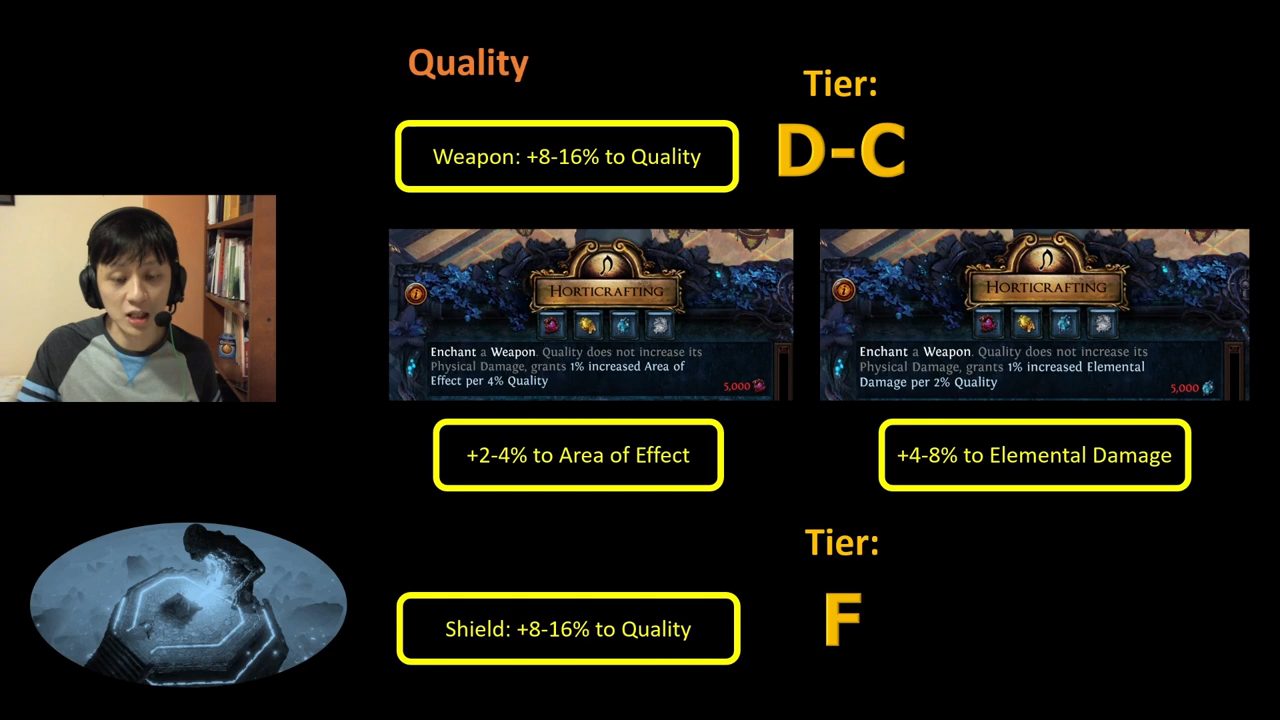 Quality
Tier:
D-C
Weapon: +8-16% to Quality
HORTICRAFTING
Enchant a Weapon. Quality does not increase its
Physical Damage, grants 1% increased Area of
Effect per 4% Quality
5,000
HORTICRAFTING
Enchant a Weapon. Quality does not increase its
Physical Damage, grants 1% increased Elemental
Damage per 2% Quality
5,000
+2-4% to Area of Effect
+4-8% to Elemental Damage
Tier:
F
Shield: +8-16% to Quality